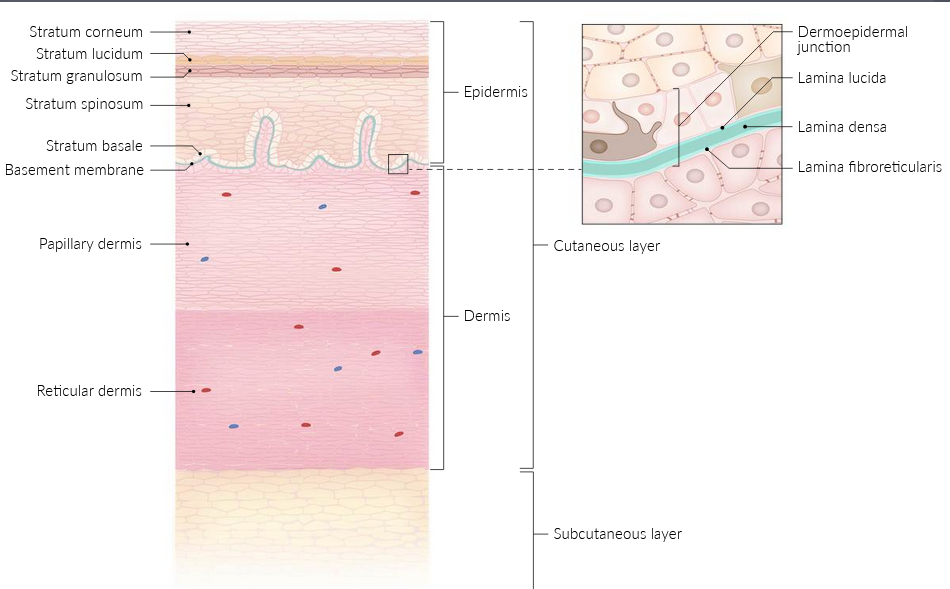 Stratum corneum
Stratum lucidum
Stratum granulosum
Stratum spinosum
Stratum basale
Basement membrane
Papillary dermis
Reticular dermis
Epidermis
Dermis
Cutaneous layer
Subcutaneous layer
Dermoepidermal
junction
Lamina lucida
Lamina densa
Lamina fibroreticularis